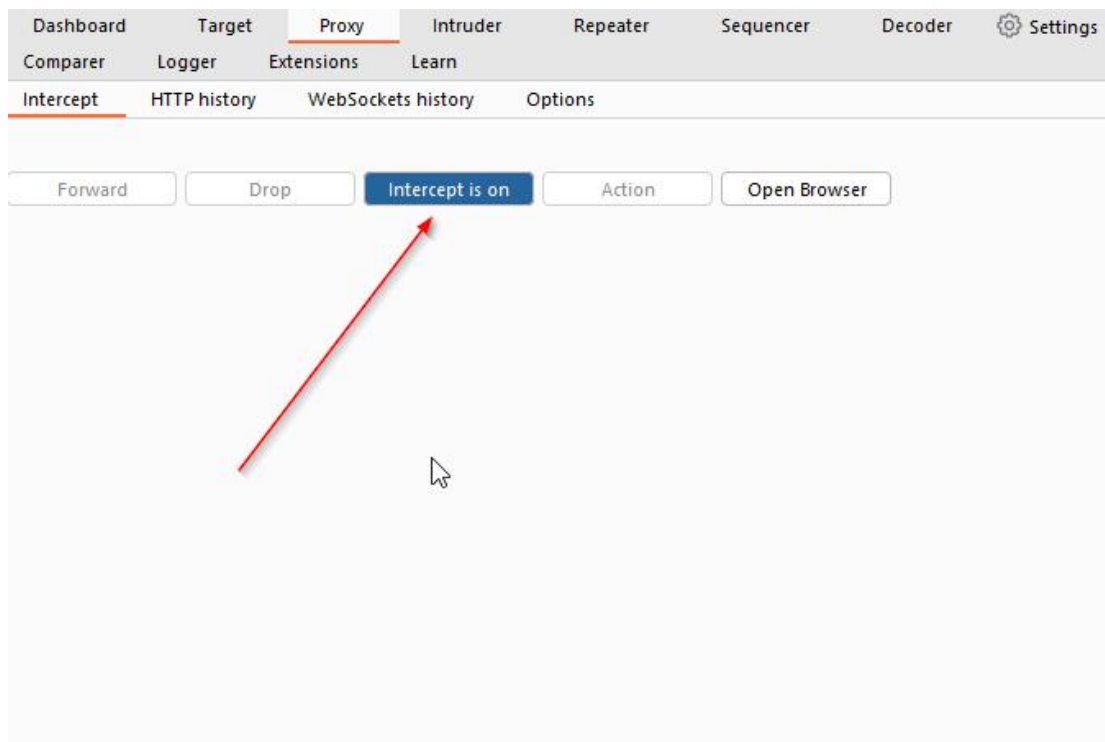 Dashboard Target Proxy Intruder Repeater Sequencer Decoder Settings
Comparer Logger Extensions Learn
Intercept HTTP history WebSockets history Options
Forward Drop Intercept is on Action Open Browser